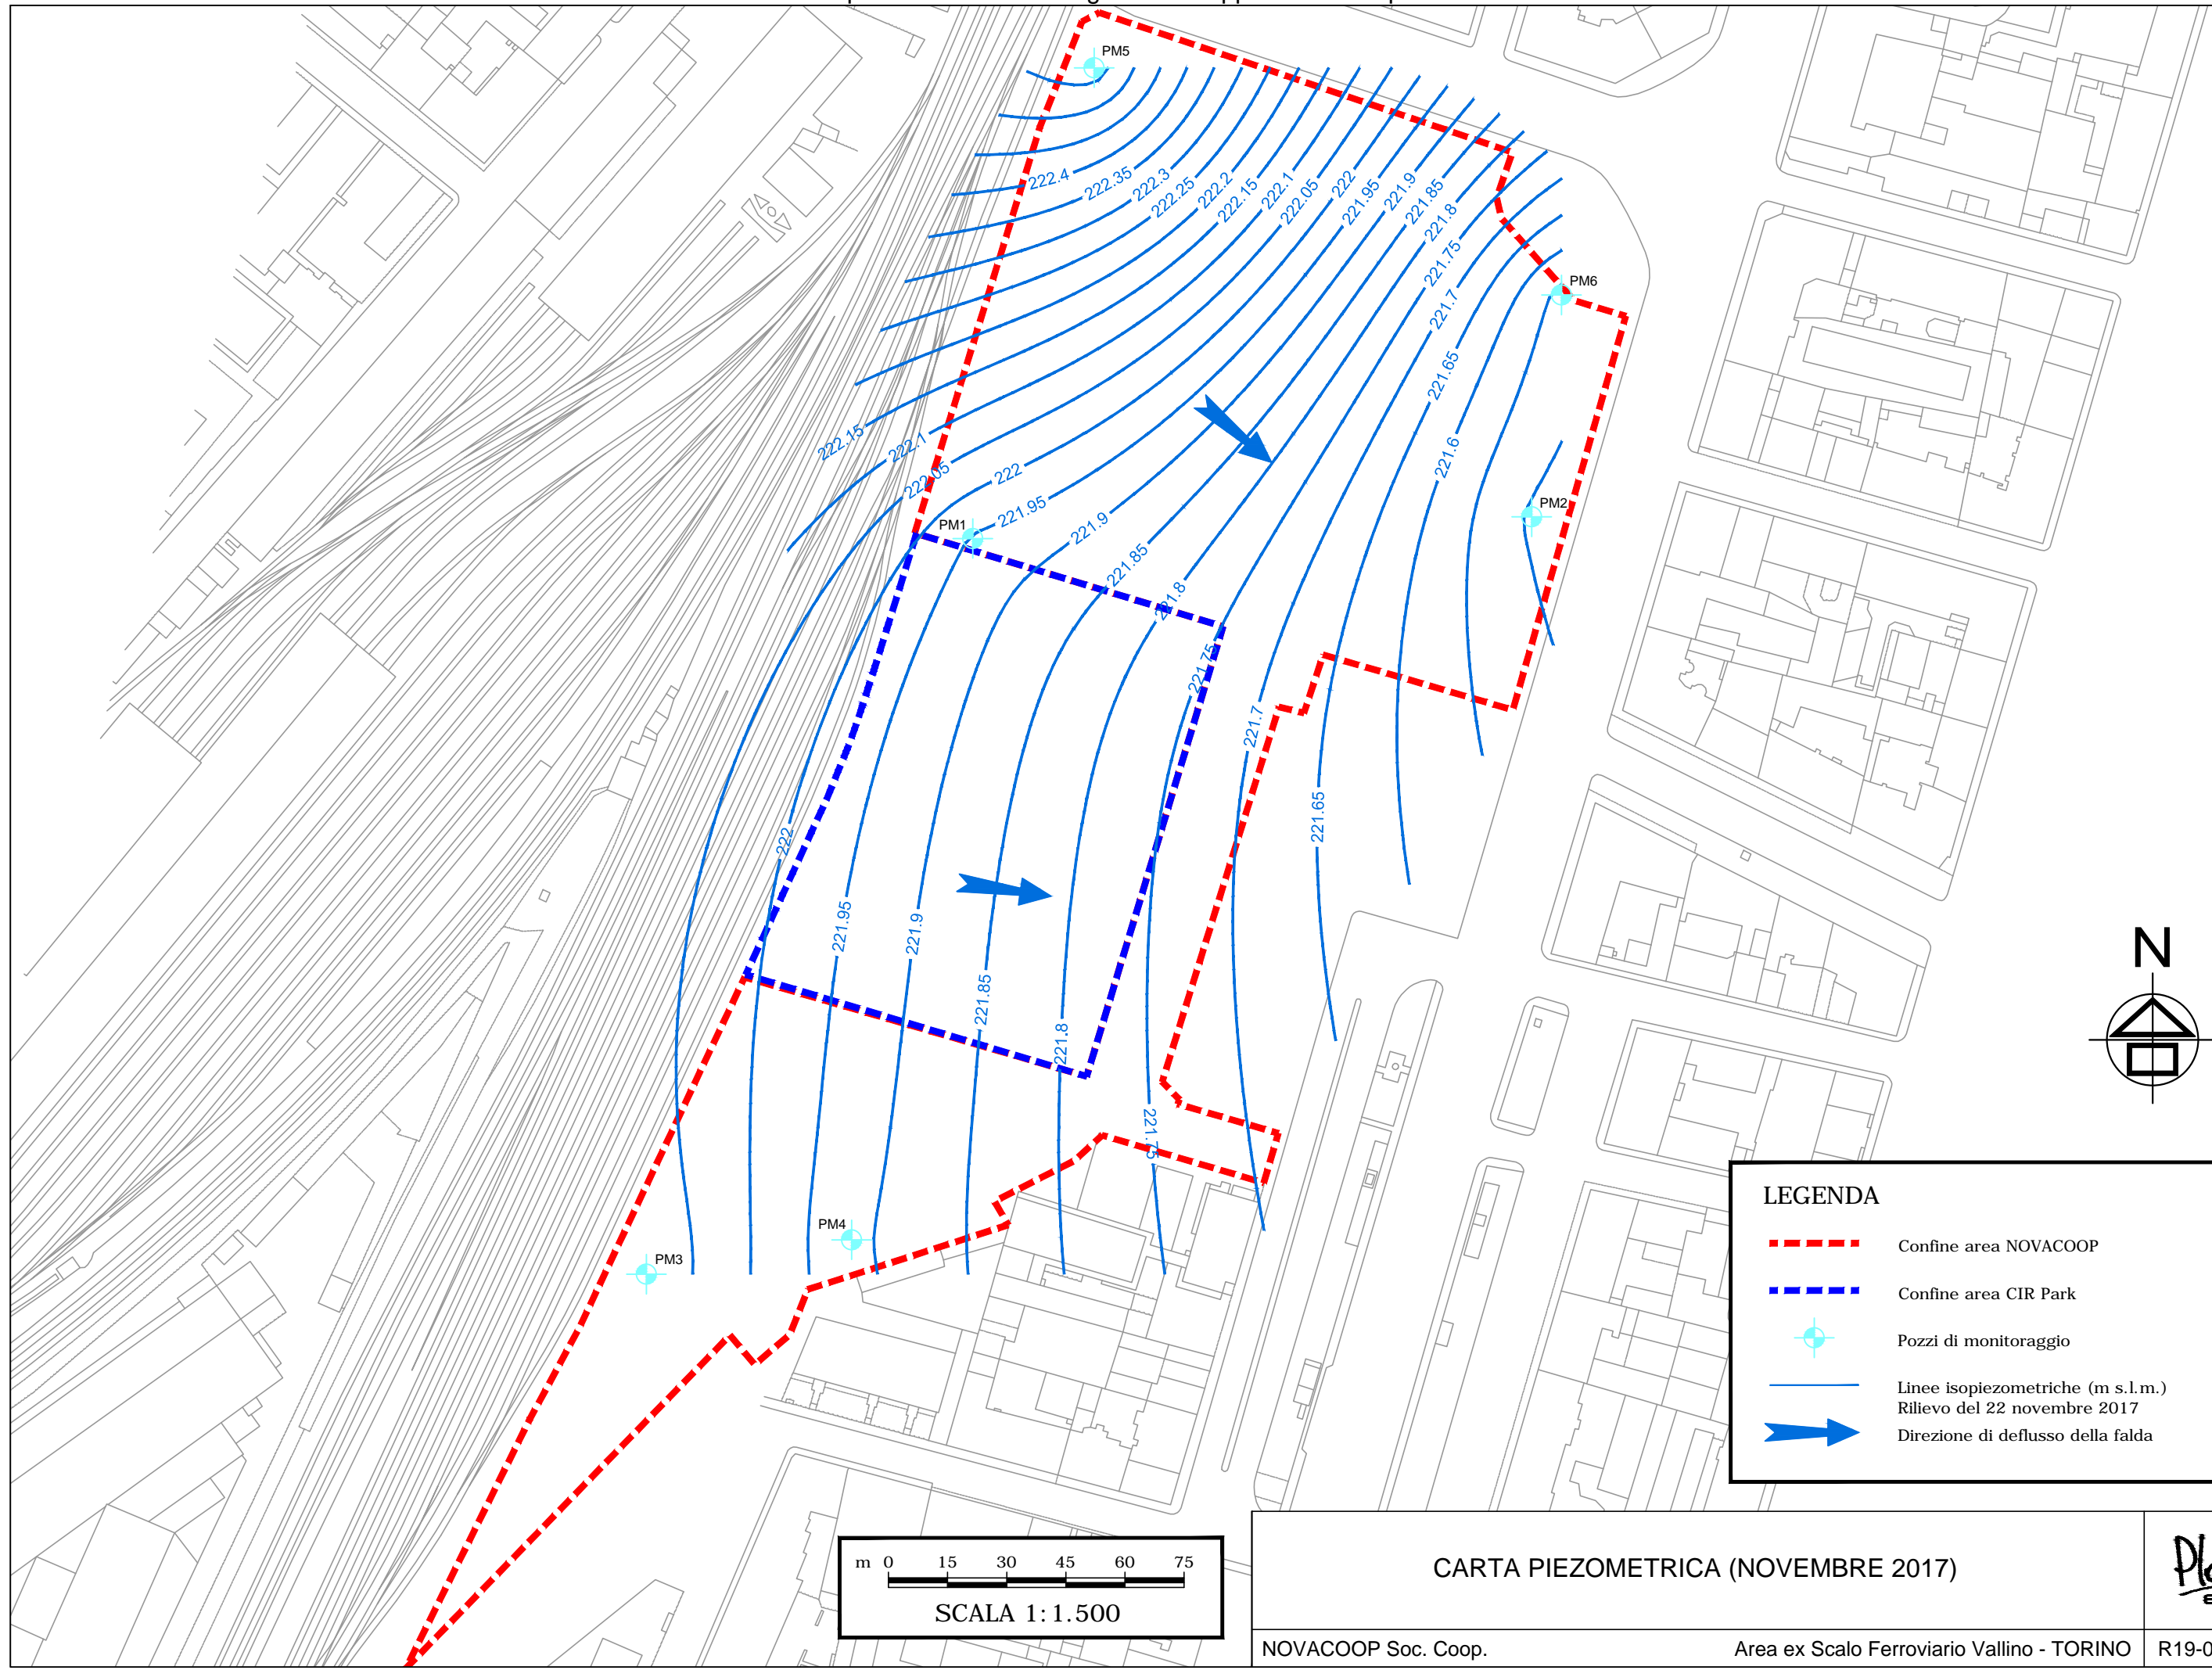 PM5
222.4
222.35
222.3
222.25
222.2
222.15
222.1
222.05
222
221.95
221.9
221.85
221.8
221.75
221.7
221.65
221.6
PM6
222.15
222.1
222.05
222
221.95
221.9
221.85
221.8
221.75
221.7
221.65
PM1
PM2
222
221.95
221.9
221.85
221.8
221.75
PM4
PM3
N
LEGENDA
Confine area NOVACOOP
Confine area CIR Park
Pozzi di monitoraggio
Linee isopiezometriche (m s.l.m.)
Rilievo del 22 novembre 2017
Direzione di deflusso della falda
m 0 15 30 45 60 75
SCALA 1:1.500
CARTA PIEZOMETRICA (NOVEMBRE 2017)
NOVACOOP Soc. Coop.
Area ex Scalo Ferroviario Vallino - TORINO
R19-0